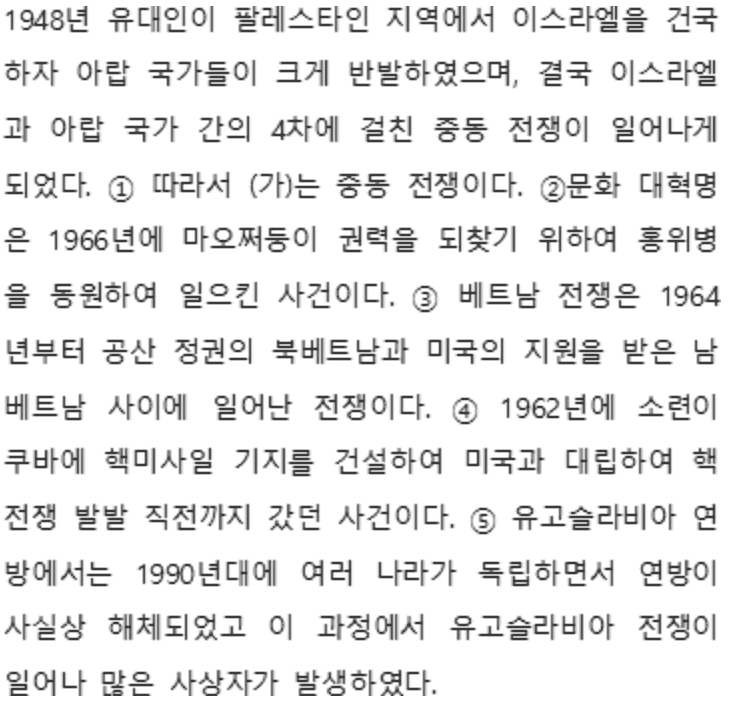 1948년 유대인이 팔레스타인 지역에서 이스라엘을 건국
하자 아랍 국가들이 크게 반발하였으며, 결국 이스라엘
과 아랍 국가 간의 4차에 걸친 중동 전쟁이 일어나게
되었다. ① 따라서 (가)는 중동 전쟁이다. ②문화 대혁명
은 1966년에 마오쩌둥이 권력을 되찾기 위하여 홍위병
을 동원하여 일으킨 사건이다. ③ 베트남 전쟁은 1964
년부터 공산 정권의 북베트남과 미국의 지원을 받은 남
베트남 사이에 일어난 전쟁이다. ④ 1962년에 소련이
쿠바에 핵미사일 기지를 건설하여 미국과 대립하여 핵
전쟁 발발 직전까지 갔던 사건이다. ⑤ 유고슬라비아 연
방에서는 1990년대에 여러 나라가 독립하면서 연방이
사실상 해체되었고 이 과정에서 유고슬라비아 전쟁이
일어나 많은 사상자가 발생하였다.